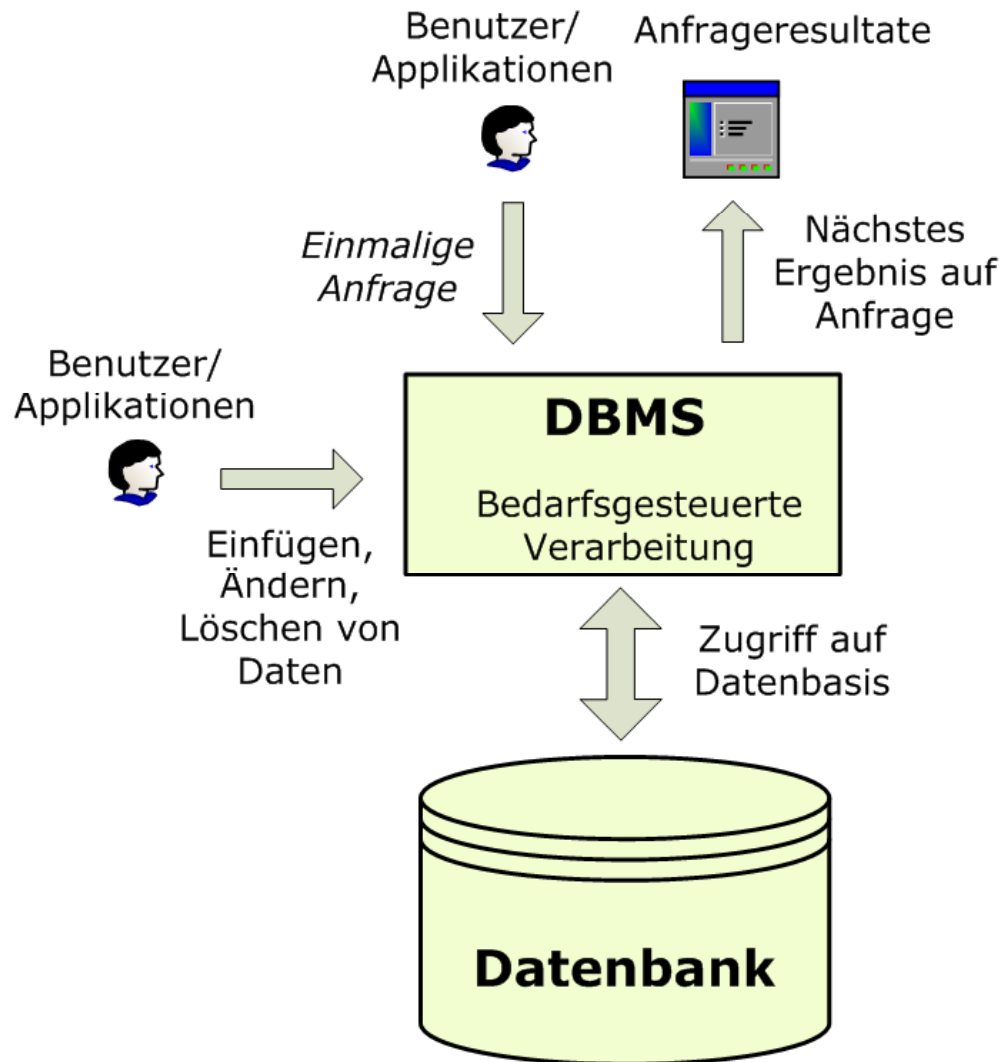 Benutzer/
Applikationen
Anfrageresultate
Einmalige
Anfrage
Nächstes
Ergebnis auf
Anfrage
Benutzer/
Applikationen
DBMS
Bedarfsgesteuerte
Verarbeitung
Einfügen,
Ändern,
Löschen von
Daten
Zugriff auf
Datenbasis
Datenbank